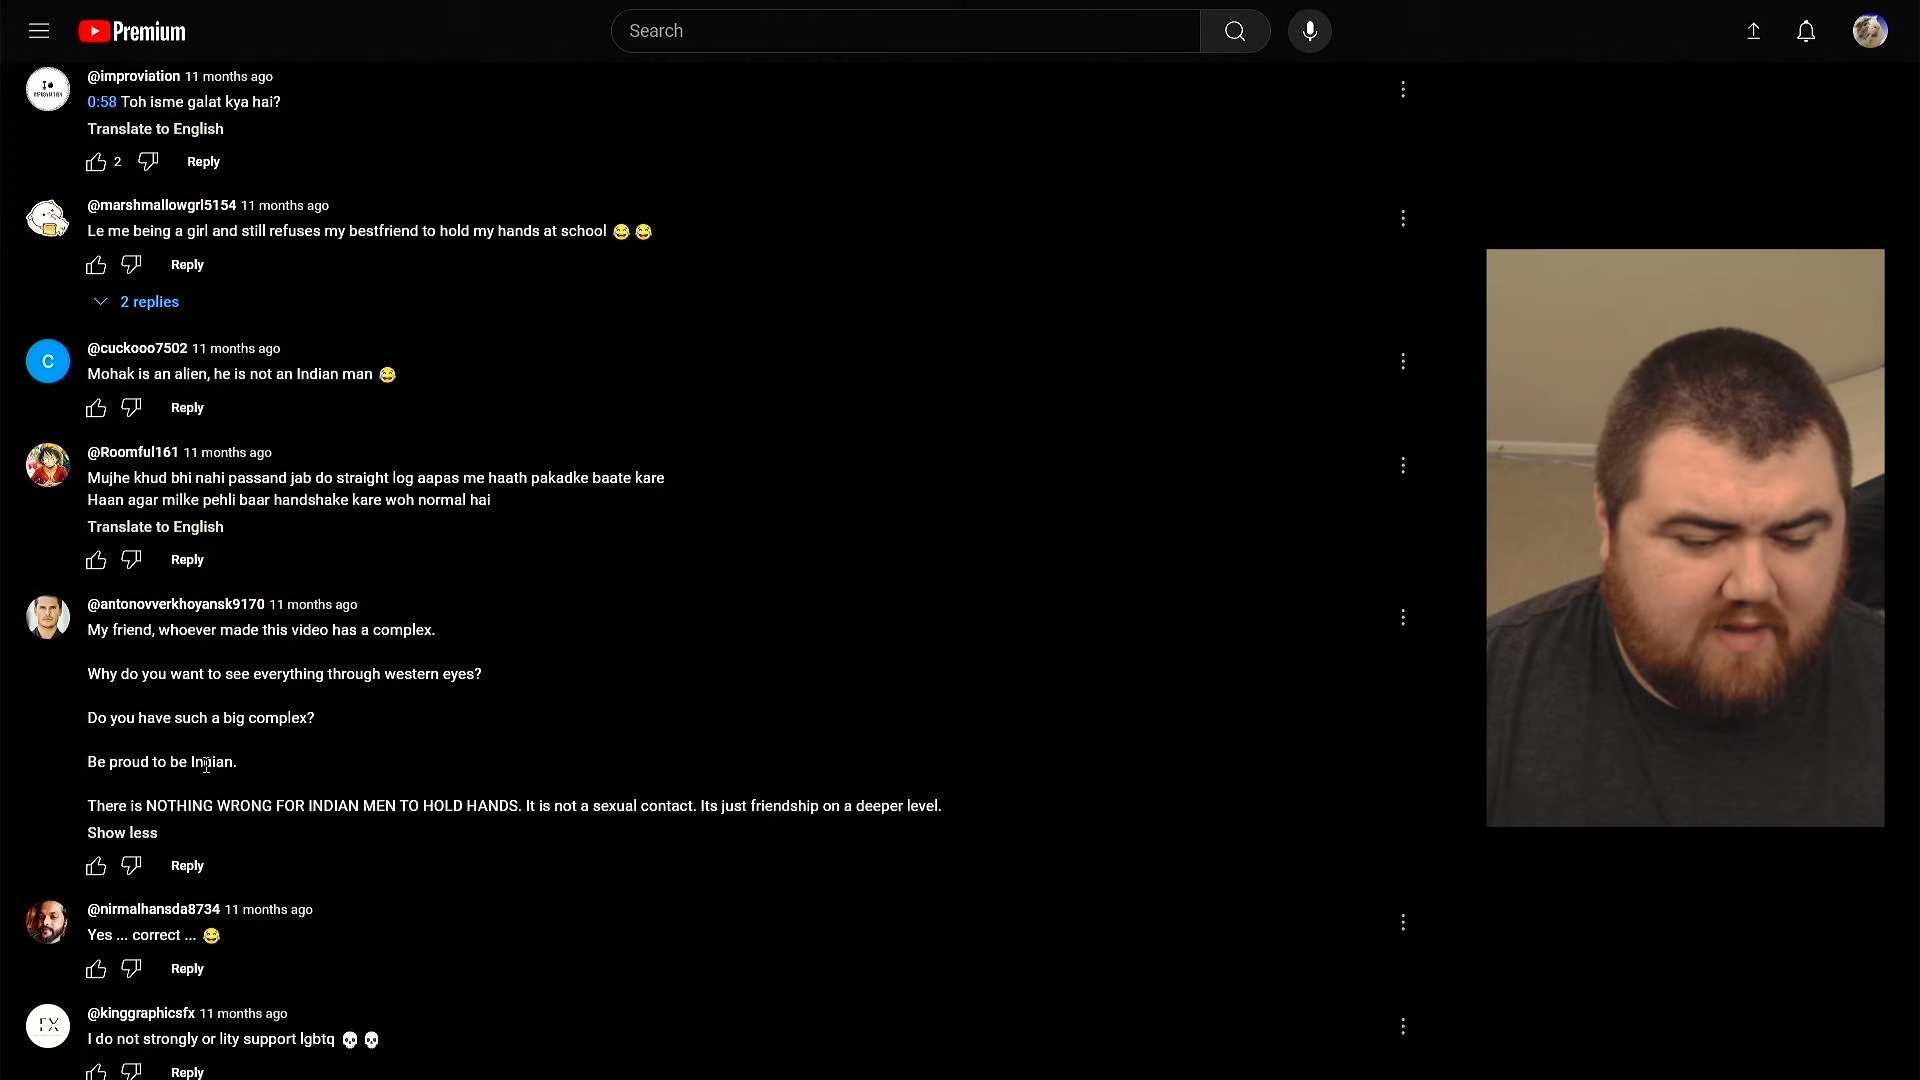 Premium
Search
@improviation 11 months ago
0:58 Toh isme galat kya hai?
Translate to English
2
Reply
@marshmallowgrl5154 11 months ago
Le me being a girl and still refuses my bestfriend to hold my hands at school 😂 😂
Reply
2 replies
C
@cuckooo7502 11 months ago
Mohak is an alien, he is not an Indian man 😂
Reply
@Roomful161 11 months ago
Mujhe khud bhi nahi passand jab do straight log aapas me haath pakadke baate kare
Haan agar milke pehli baar handshake kare woh normal hai
Translate to English
Reply
@antonovverkhoyansk9170 11 months ago
My friend, whoever made this video has a complex.
Why do you want to see everything through western eyes?
Do you have such a big complex?
Be proud to be Indian.
There is NOTHING WRONG FOR INDIAN MEN TO HOLD HANDS. It is not a sexual contact. Its just friendship on a deeper level.
Show less
Reply
@nirmalhansda8734 11 months ago
Yes ... correct ... 😂
Reply
FX
@kinggraphicsfx 11 months ago
I do not strongly or lity support lgbtq 💀 💀
Reply